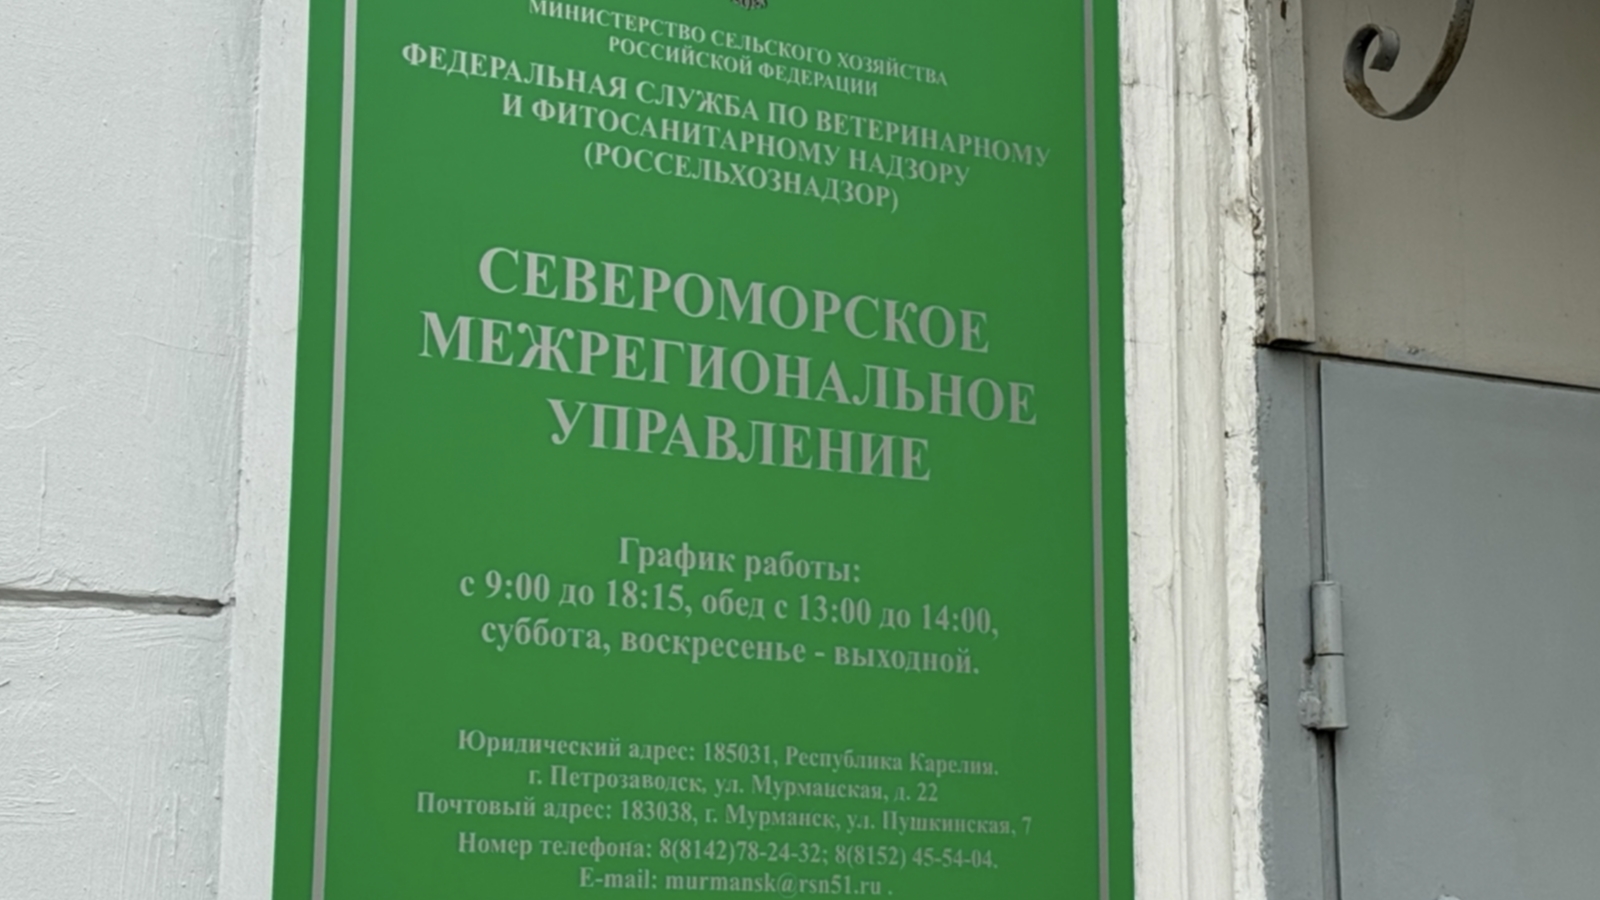 МИНИСТЕРСТВО СЕЛЬСКОГО ХОЗЯЙСТВА
РОССИЙСКОЙ ФЕДЕРАЦИИ
ФЕДЕРАЛЬНАЯ СЛУЖБА ПО ВЕТЕРИНАРНОМУ
И ФИТОСАНИТАРНОМУ НАДЗОРУ
(РОССЕЛЬХОЗНАДЗОР)
СЕВЕРОМОРСКОЕ
МЕЖРЕГИОНАЛЬНОЕ
УПРАВЛЕНИЕ
График работы:
с 9:00 до 18:15, обед с 13:00 до 14:00,
суббота, воскресенье - выходной.
Юридический адрес: 185031, Республика Карелия.
г. Петрозаводск, ул. Мурманская, д. 22
Почтовый адрес: 183038, г. Мурманск, ул. Пушкинская, 7
Номер телефона: 8(8142)78-24-32; 8(8152) 45-54-04.
E-mail: murmansk@rsn51.ru .